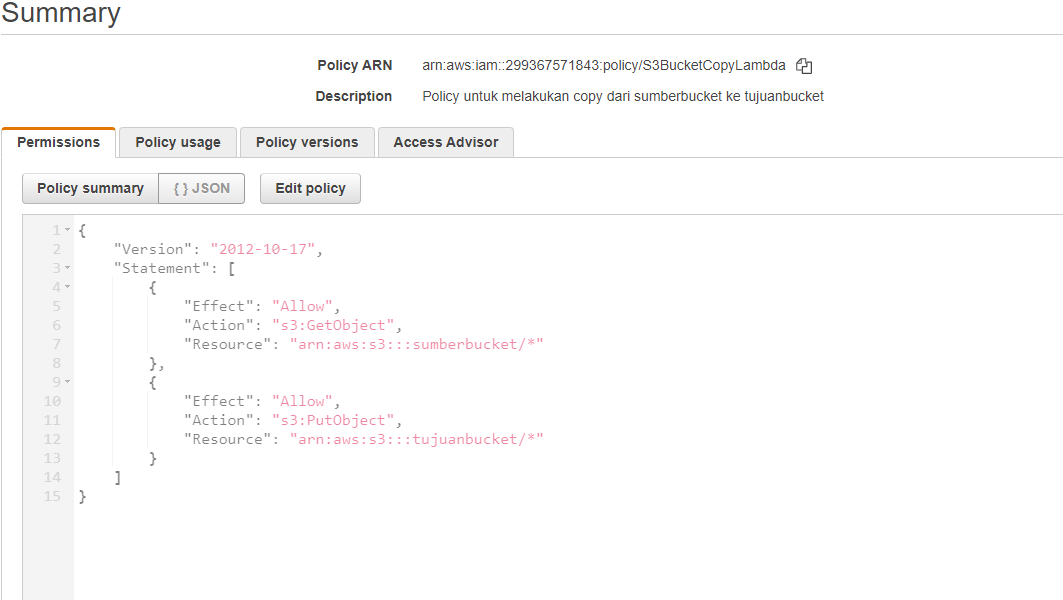 Summary
Policy ARN arn:aws:iam::299367571843:policy/S3BucketCopyLambda
Description Policy untuk melakukan copy dari sumberbucket ke tujuanbucket
Permissions Policy usage Policy versions Access Advisor
Policy summary { } JSON Edit policy
1 {
2 "Version": "2012-10-17",
3 "Statement": [
4 {
5 "Effect": "Allow",
6 "Action": "s3:GetObject",
7 "Resource": "arn:aws:s3:::sumberbucket/*"
8 },
9 {
10 "Effect": "Allow",
11 "Action": "s3:PutObject",
12 "Resource": "arn:aws:s3:::tujuanbucket/*"
13 }
14 ]
15 }